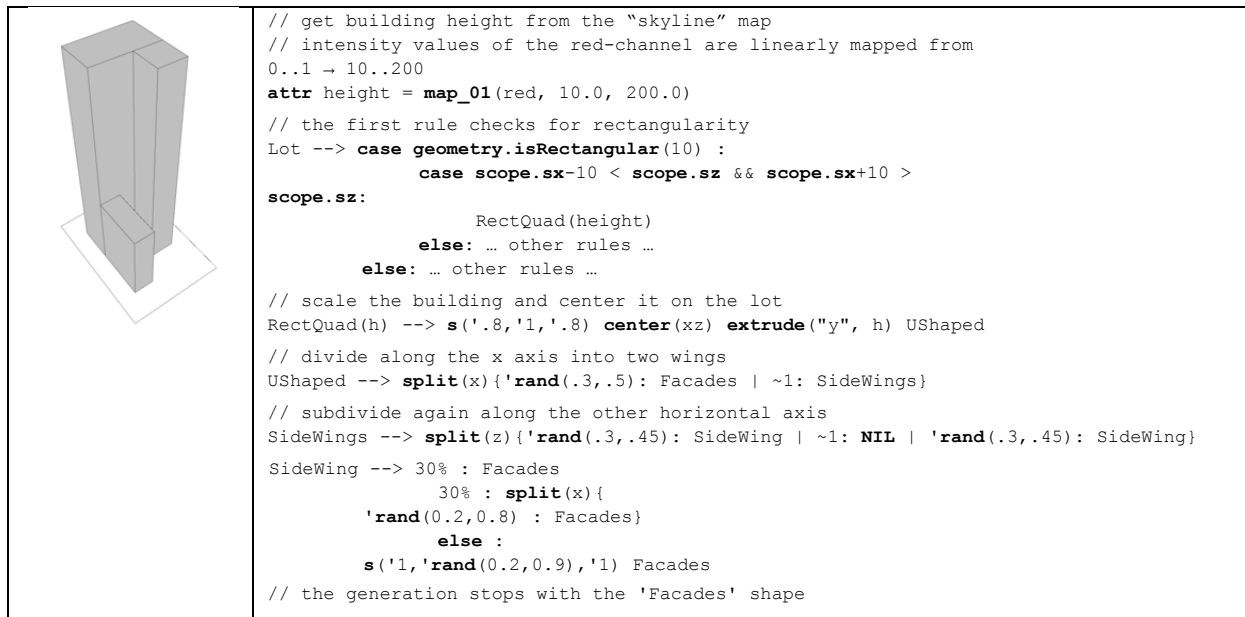 // get building height from the “skyline” map
// intensity values of the red-channel are linearly mapped from
0..1 → 10..200
attr height = map_01(red, 10.0, 200.0)
// the first rule checks for rectangularity
Lot --> case geometry.isRectangular(10) :
case scope.sx-10 < scope.sz && scope.sx+10 >
scope.sz:
RectQuad(height)
else: … other rules …
else: … other rules …
// scale the building and center it on the lot
RectQuad(h) --> s('.8,'1,'.8) center(xz) extrude("y", h) UShaped
// divide along the x axis into two wings
UShaped --> split(x){'rand(.3,.5): Facades | ~1: SideWings}
// subdivide again along the other horizontal axis
SideWings --> split(z){'rand(.3,.45): SideWing | ~1: NIL | 'rand(.3,.45): SideWing}
SideWing --> 30% : Facades
30% : split(x){
'rand(0.2,0.8) : Facades}
else :
s('1,'rand(0.2,0.9),'1) Facades
// the generation stops with the 'Facades' shape